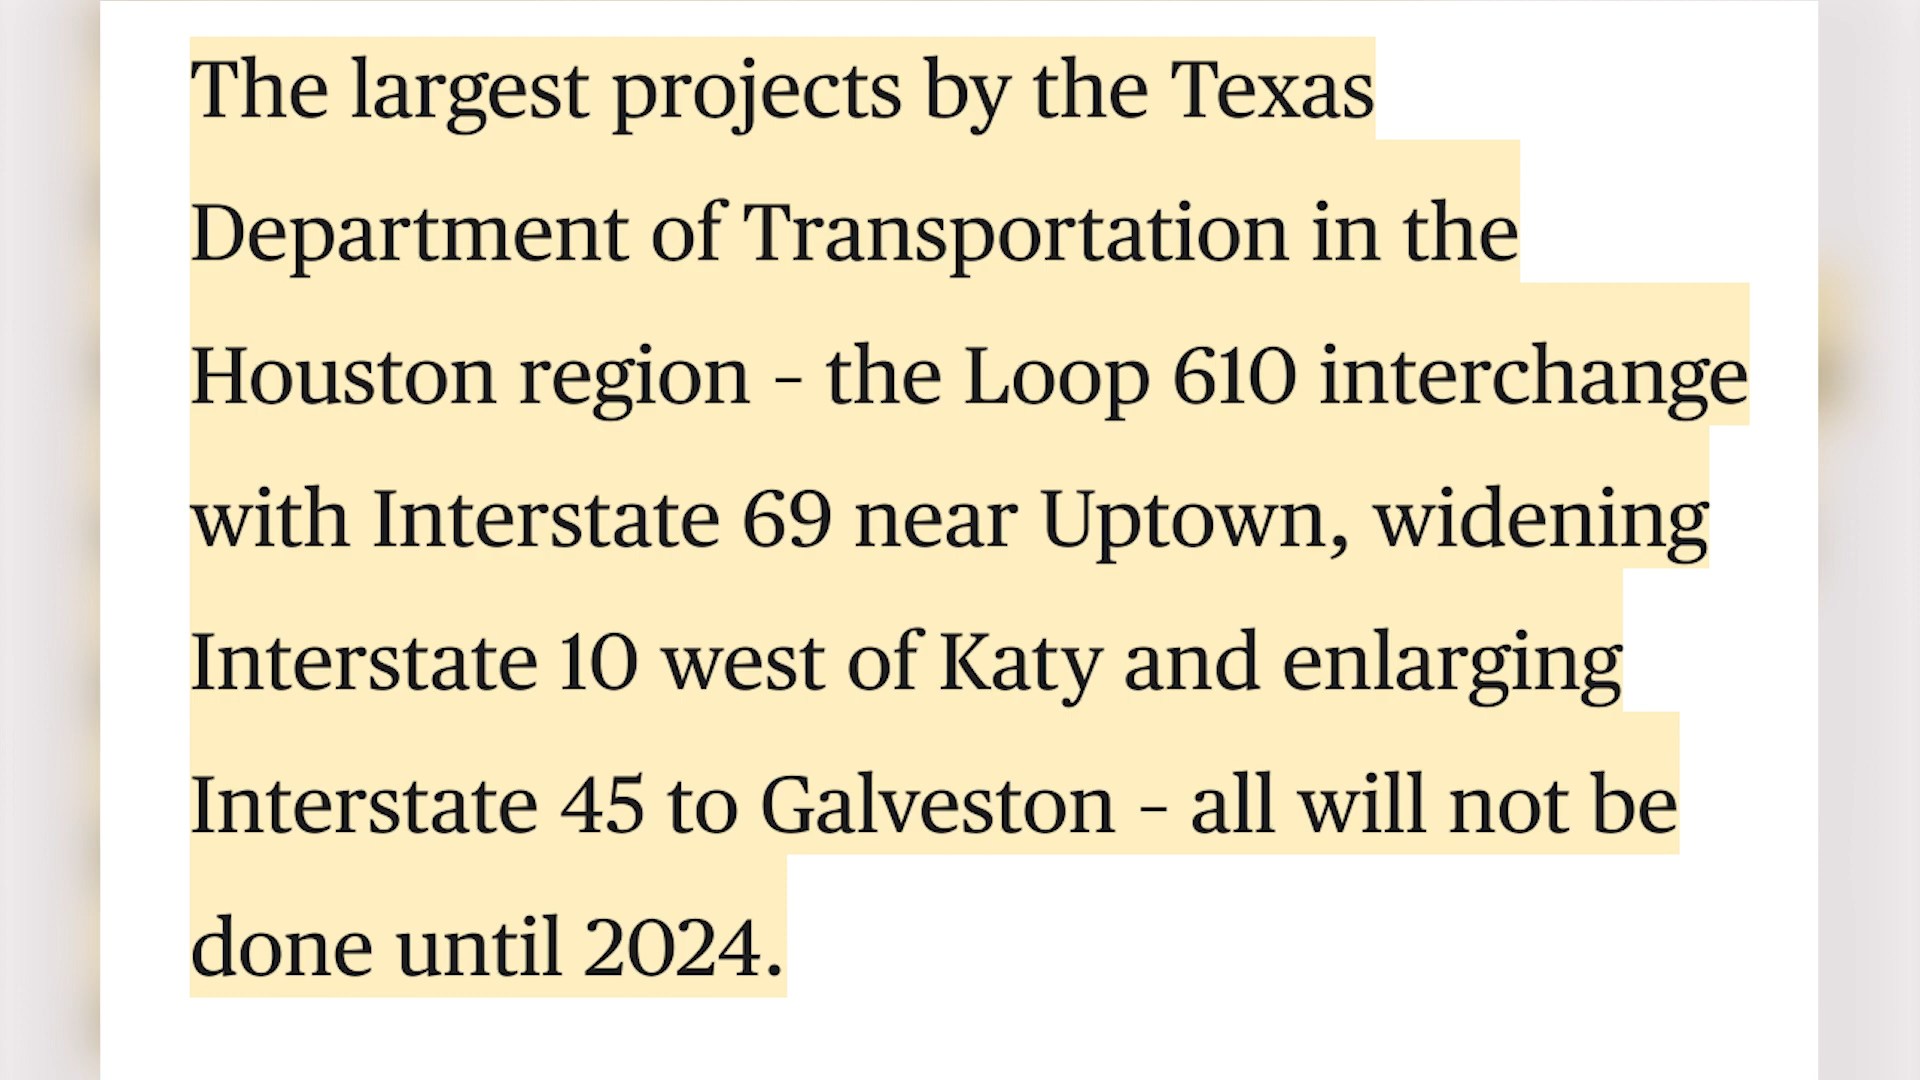 The largest projects by the Texas
Department of Transportation in the
Houston region – the Loop 610 interchange
with Interstate 69 near Uptown, widening
Interstate 10 west of Katy and enlarging
Interstate 45 to Galveston – all will not be
done until 2024.